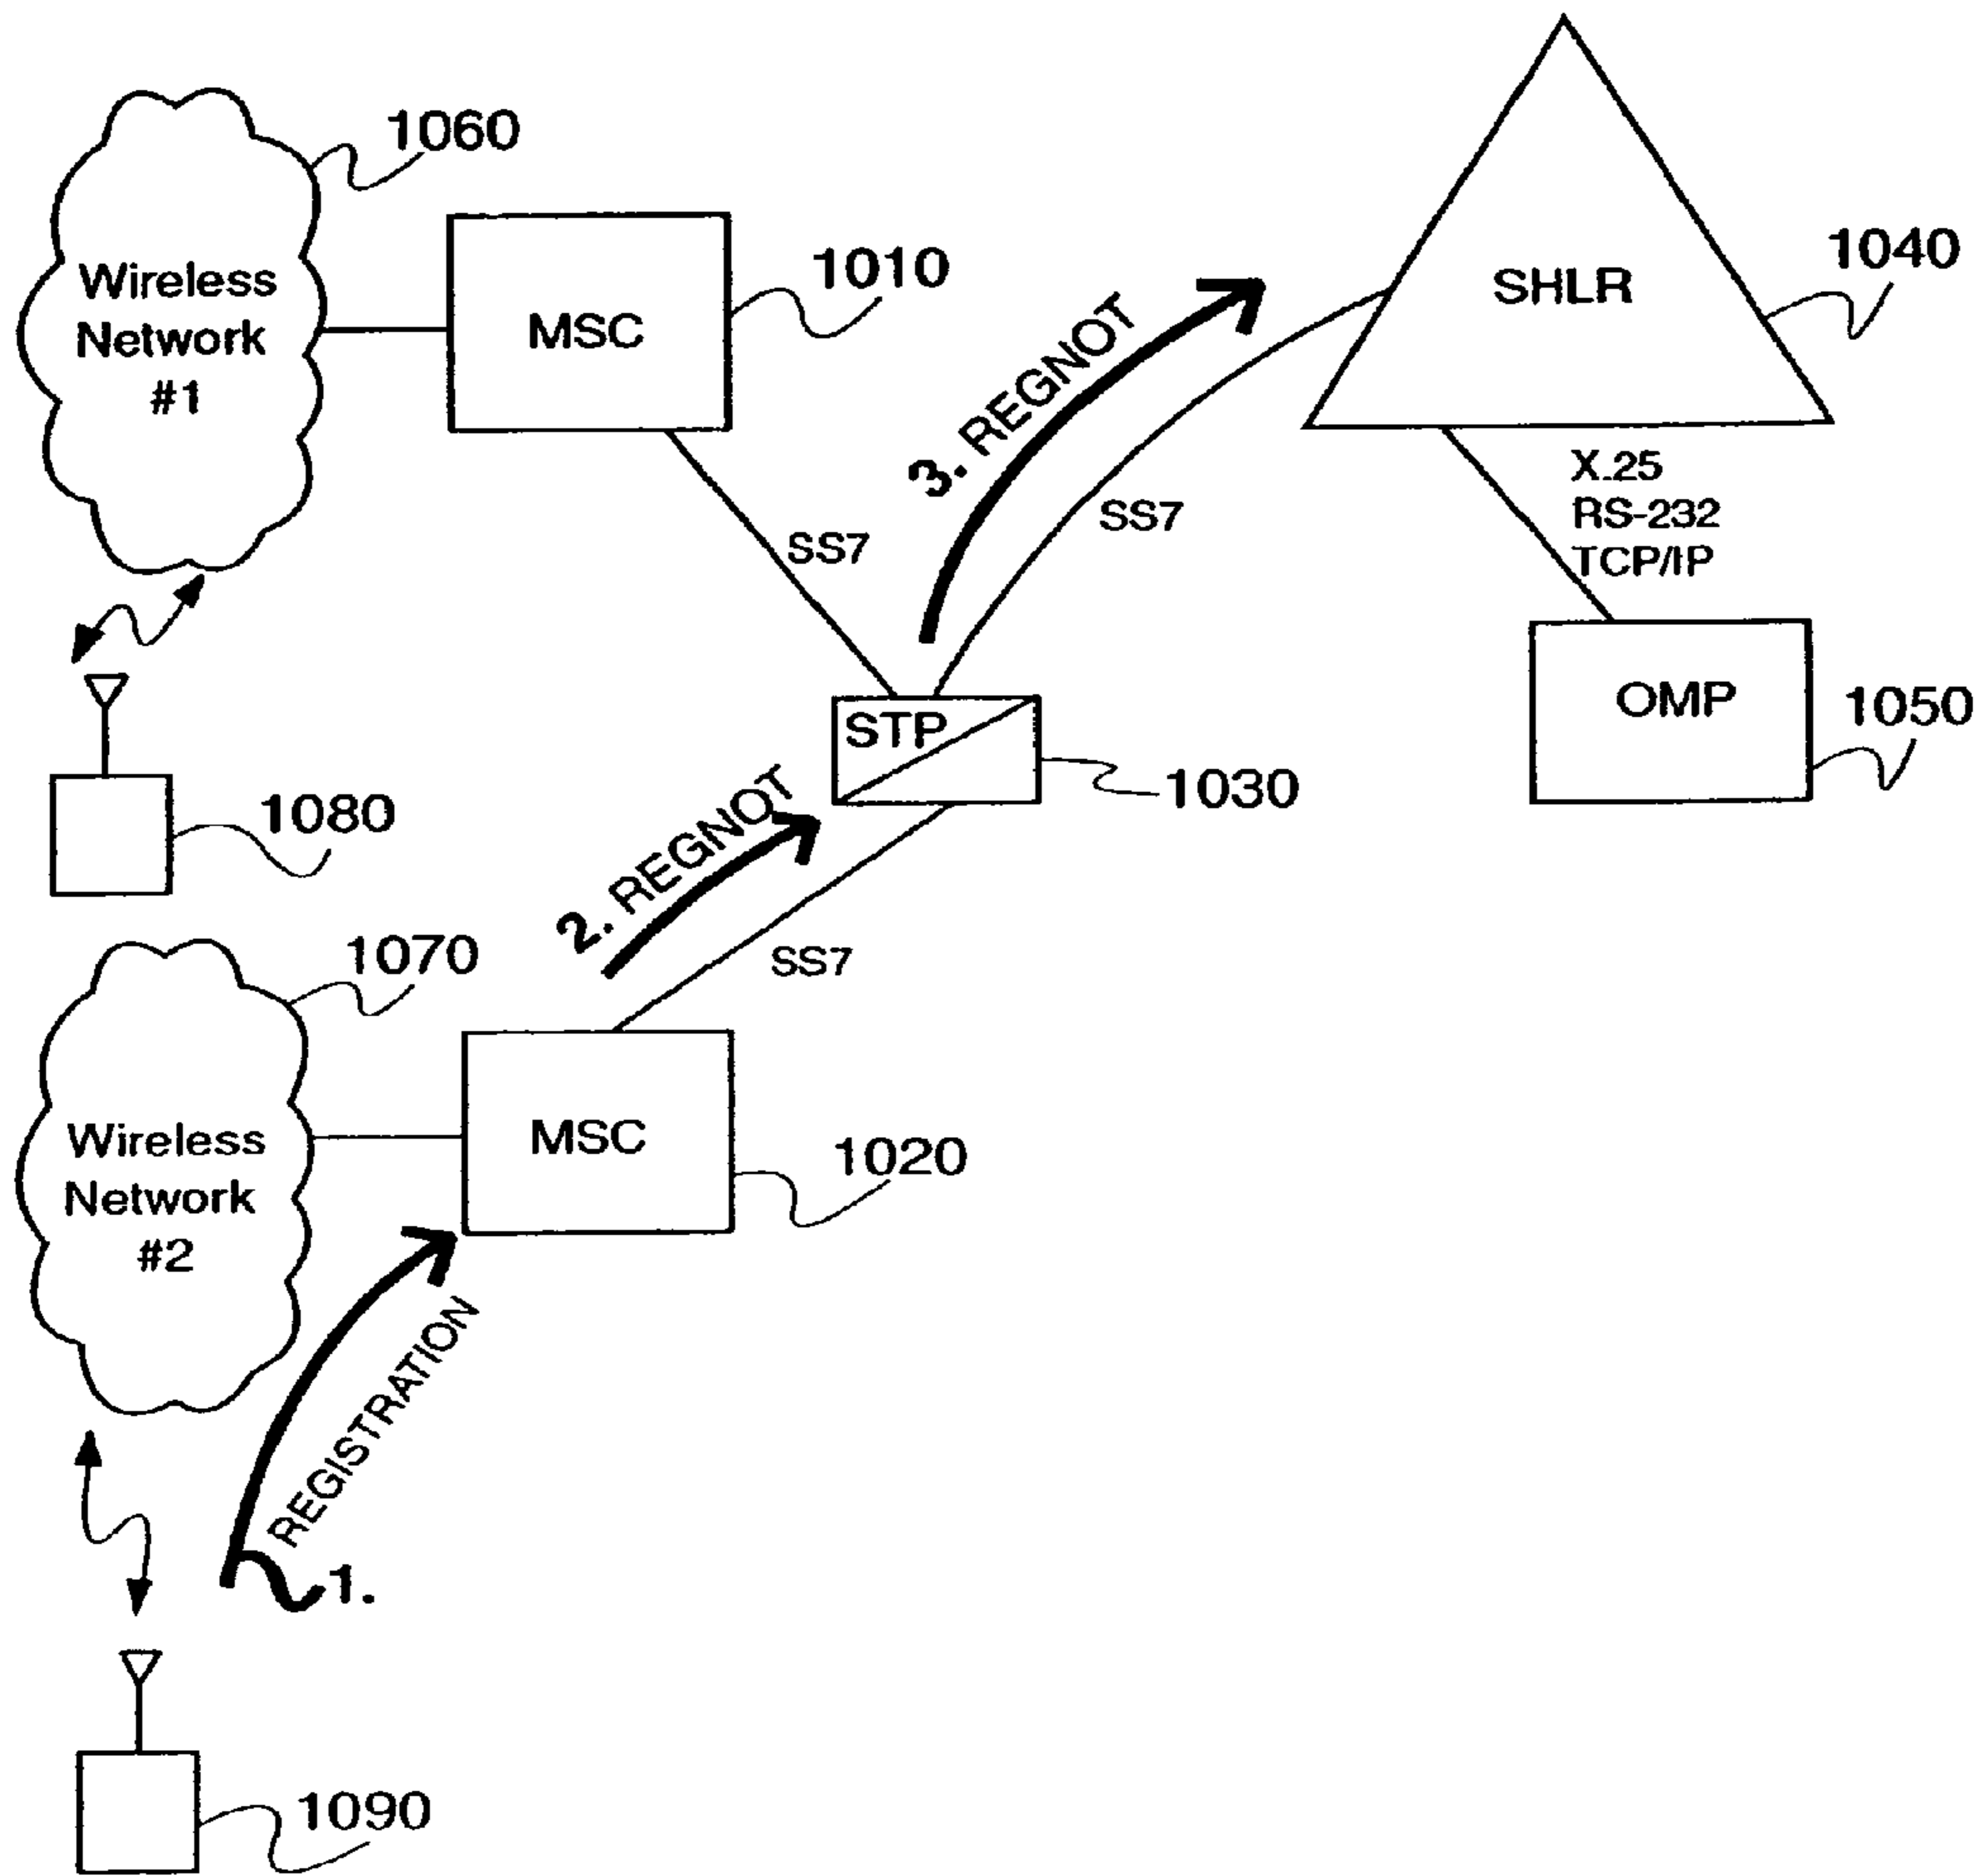 1060
Wireless
Network
#1
MSC
1010
SHLR
1040
3. REGNOT
SS7
SS7
X.25
RS-232
TCP/IP
OMP
1050
STP
1030
1080
2. REGNOT
SS7
1070
Wireless
Network
#2
MSC
1020
REGISTRATION
1.
1090